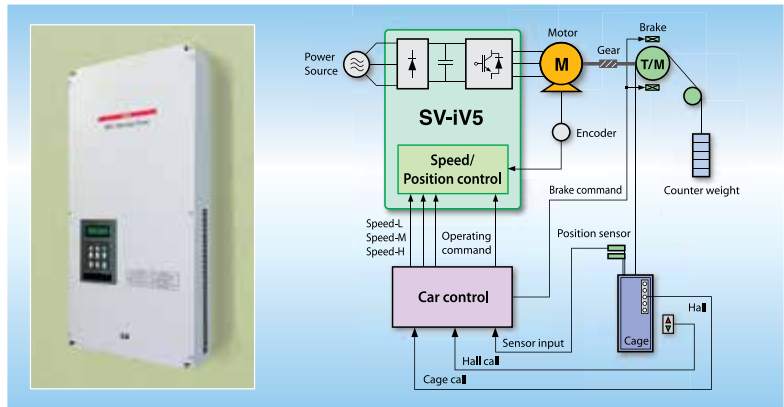 Power
Source
SV-iV5
Speed/
Position control
Motor
M
Gear
Brake
T/M
Encoder
Counter weight
Brake command
Speed-L
Speed-M
Speed-H
Operating
command
Position sensor
Car control
Cage
Hall
Sensor input
Hall call
Cage call